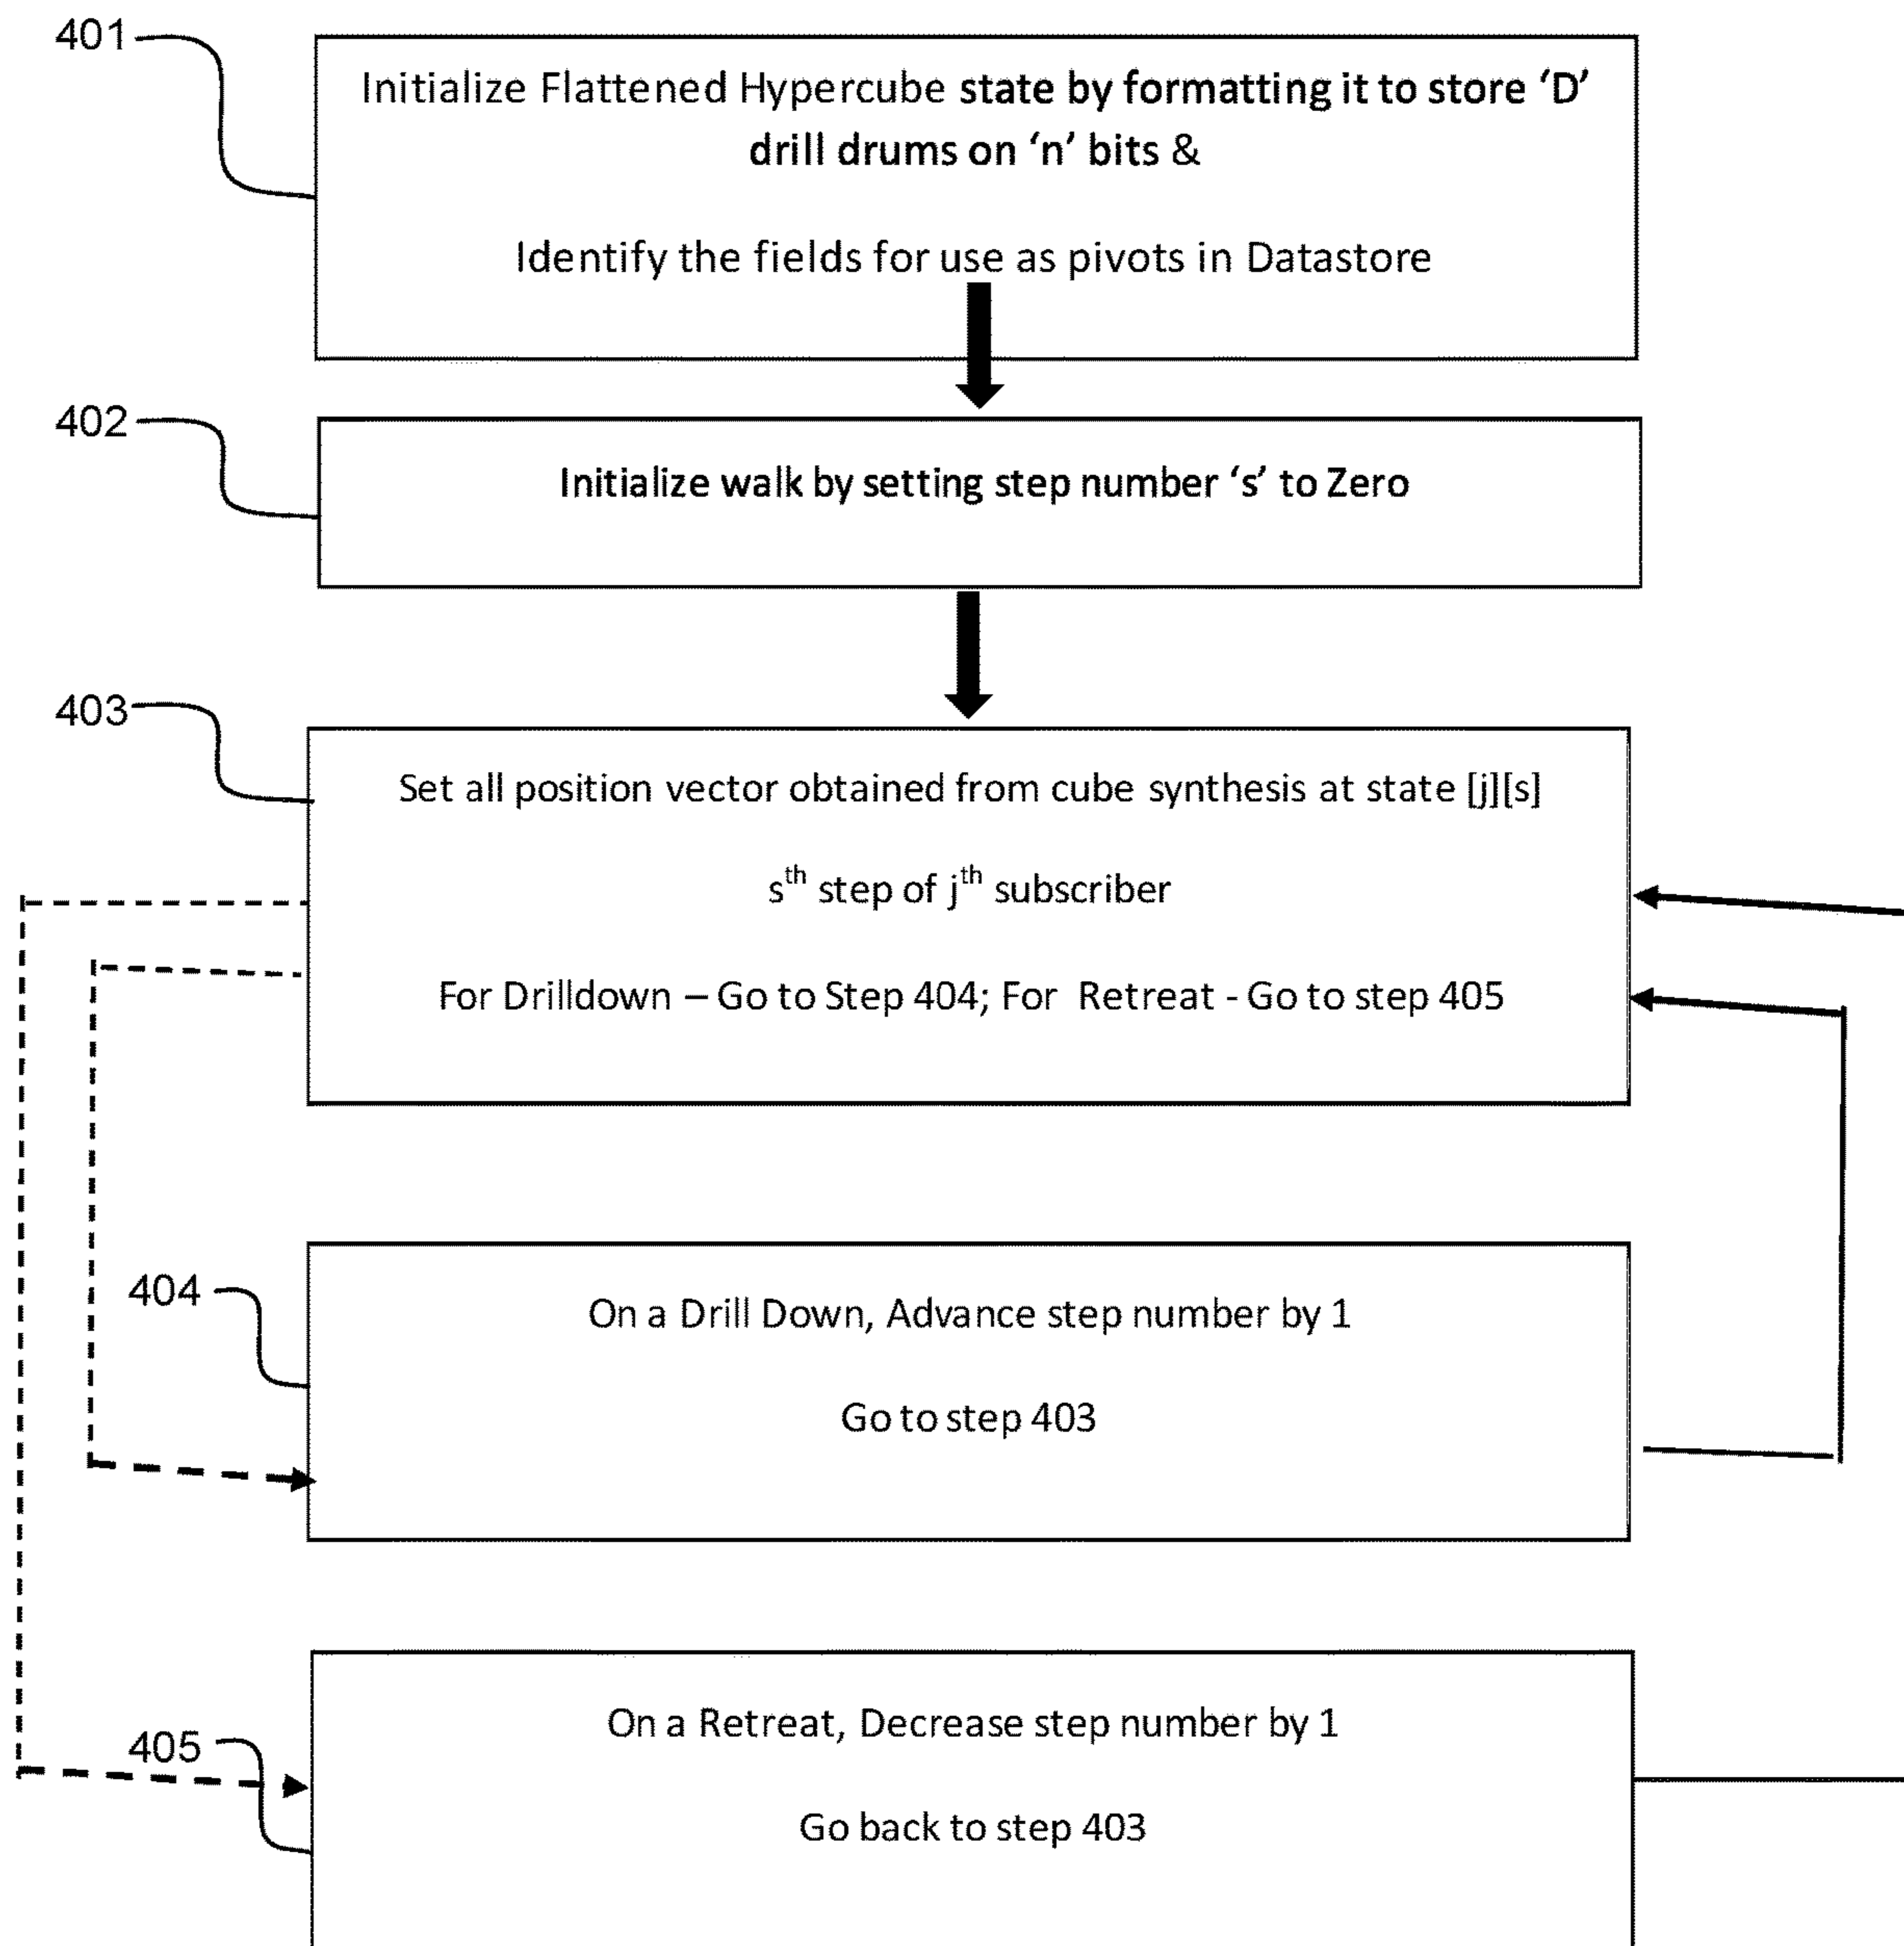 401
Initialize Flattened Hypercube state by formatting it to store ‘D’
drill drums on ‘n’ bits &
Identify the fields for use as pivots in Datastore
402
Initialize walk by setting step number ‘s’ to Zero
403
Set all position vector obtained from cube synthesis at state [j][s]
sth step of jth subscriber
For Drilldown – Go to Step 404; For Retreat - Go to step 405
404
On a Drill Down, Advance step number by 1
Go to step 403
405
On a Retreat, Decrease step number by 1
Go back to step 403